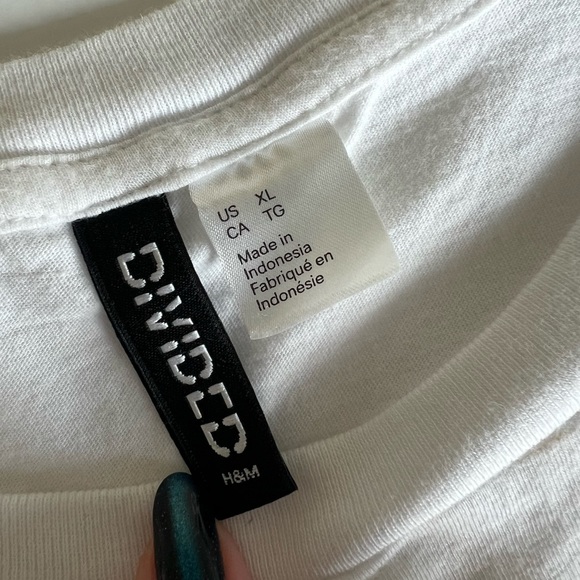 DIVIDED
H&M
US XL
CA TG
Made in
Indonesia
Fabriqué en
Indonésie